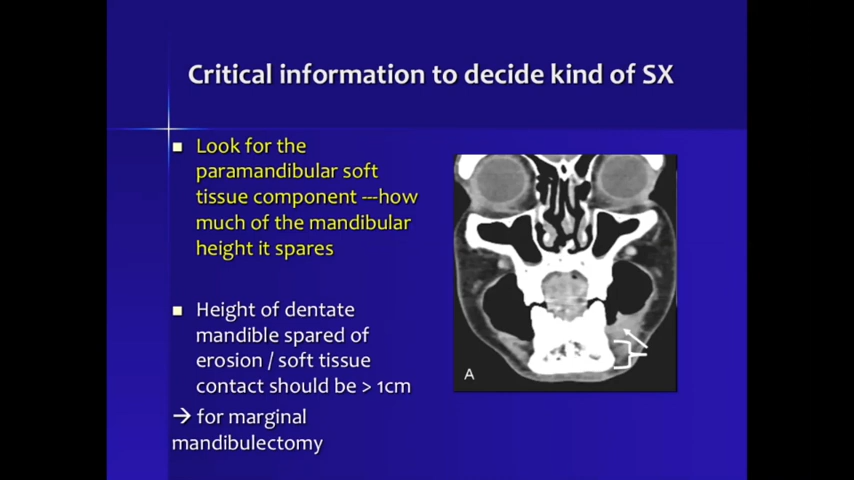 Critical information to decide kind of SX
Look for the
paramandibular soft
tissue component ---how
much of the mandibular
height it spares
Height of dentate
mandible spared of
erosion / soft tissue
contact should be > 1cm
→ for marginal
mandibulectomy
A